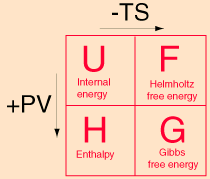 -TS
U F
Internal energy
Helmholtz free energy
+PV
H G
Enthalpy
Gibbs free energy